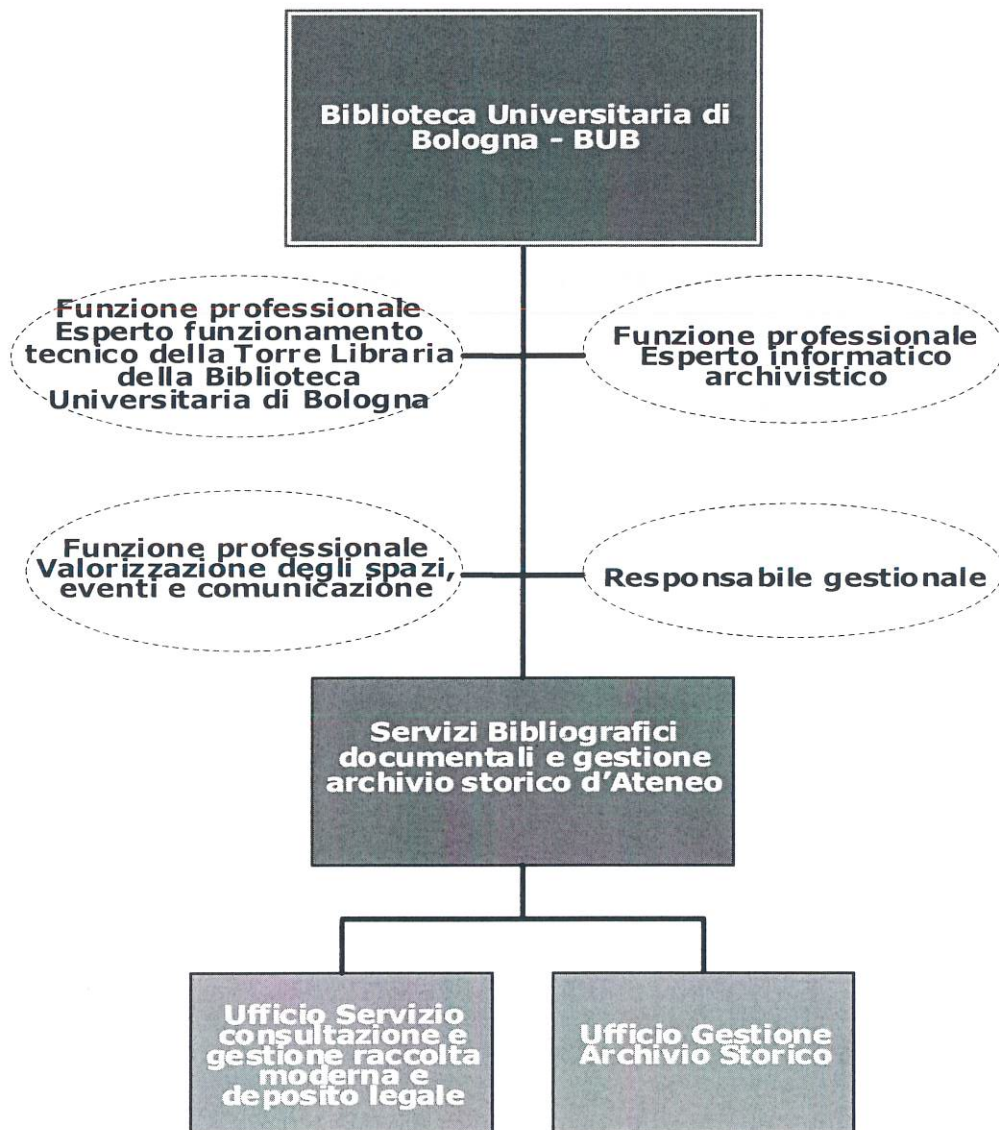 Biblioteca Universitaria di
Bologna - BUB
Funzione professionale
Esperto funzionamento
tecnico della Torre Libraria
della Biblioteca
Universitaria di Bologna
Funzione professionale
Esperto informatico
archivistico
Funzione professionale
Valorizzazione degli spazi,
eventi e comunicazione
Responsabile gestionale
Servizi Bibliografici
documentali e gestione
archivio storico d'Ateneo
Ufficio Servizio
consultazione e
gestione raccolta
moderna e
deposito legale
Ufficio Gestione
Archivio Storico